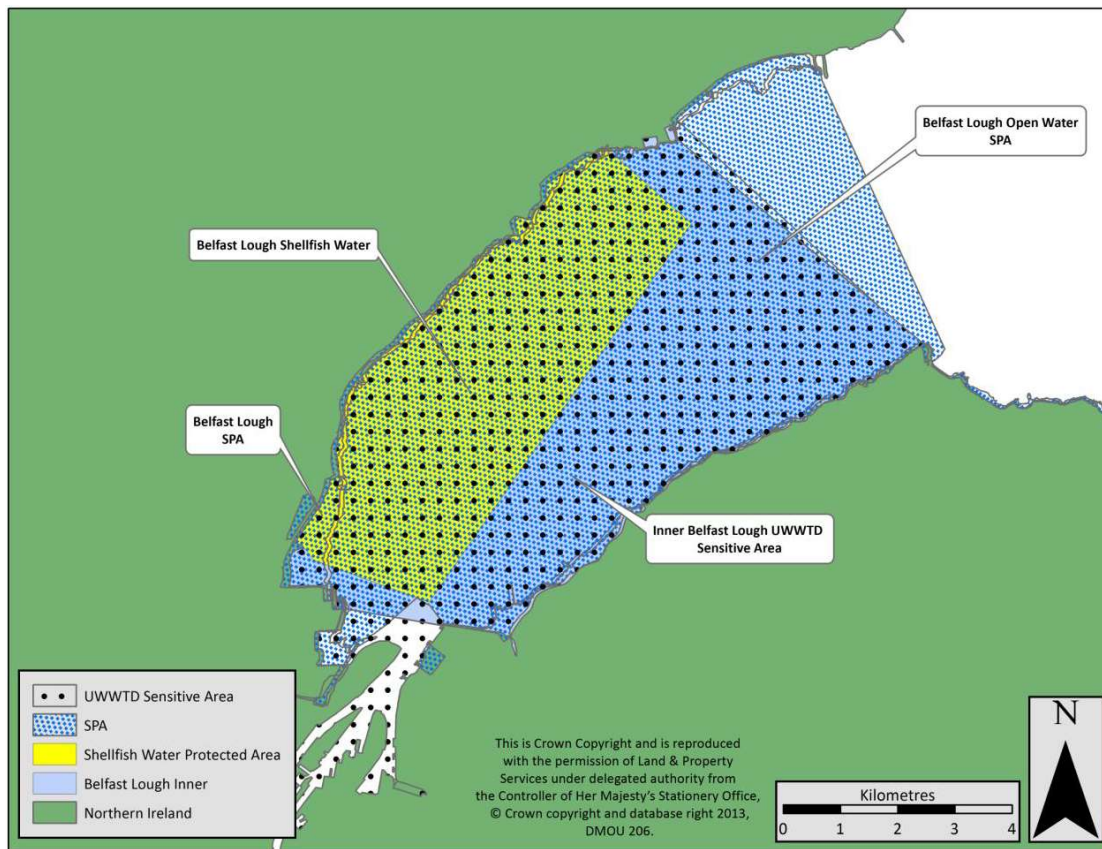 Belfast Lough Open Water
SPA
Belfast Lough Shellfish Water
Belfast Lough
SPA
Inner Belfast Lough UWWTD
Sensitive Area
UWWTD Sensitive Area
SPA
Shellfish Water Protected Area
Belfast Lough Inner
Northern Ireland
This is Crown Copyright and is reproduced
with the permission of Land & Property
Services under delegated authority from
the Controller of Her Majesty's Stationery Office,
© Crown copyright and database right 2013,
DMOU 206.
Kilometres
0 1 2 3 4
N